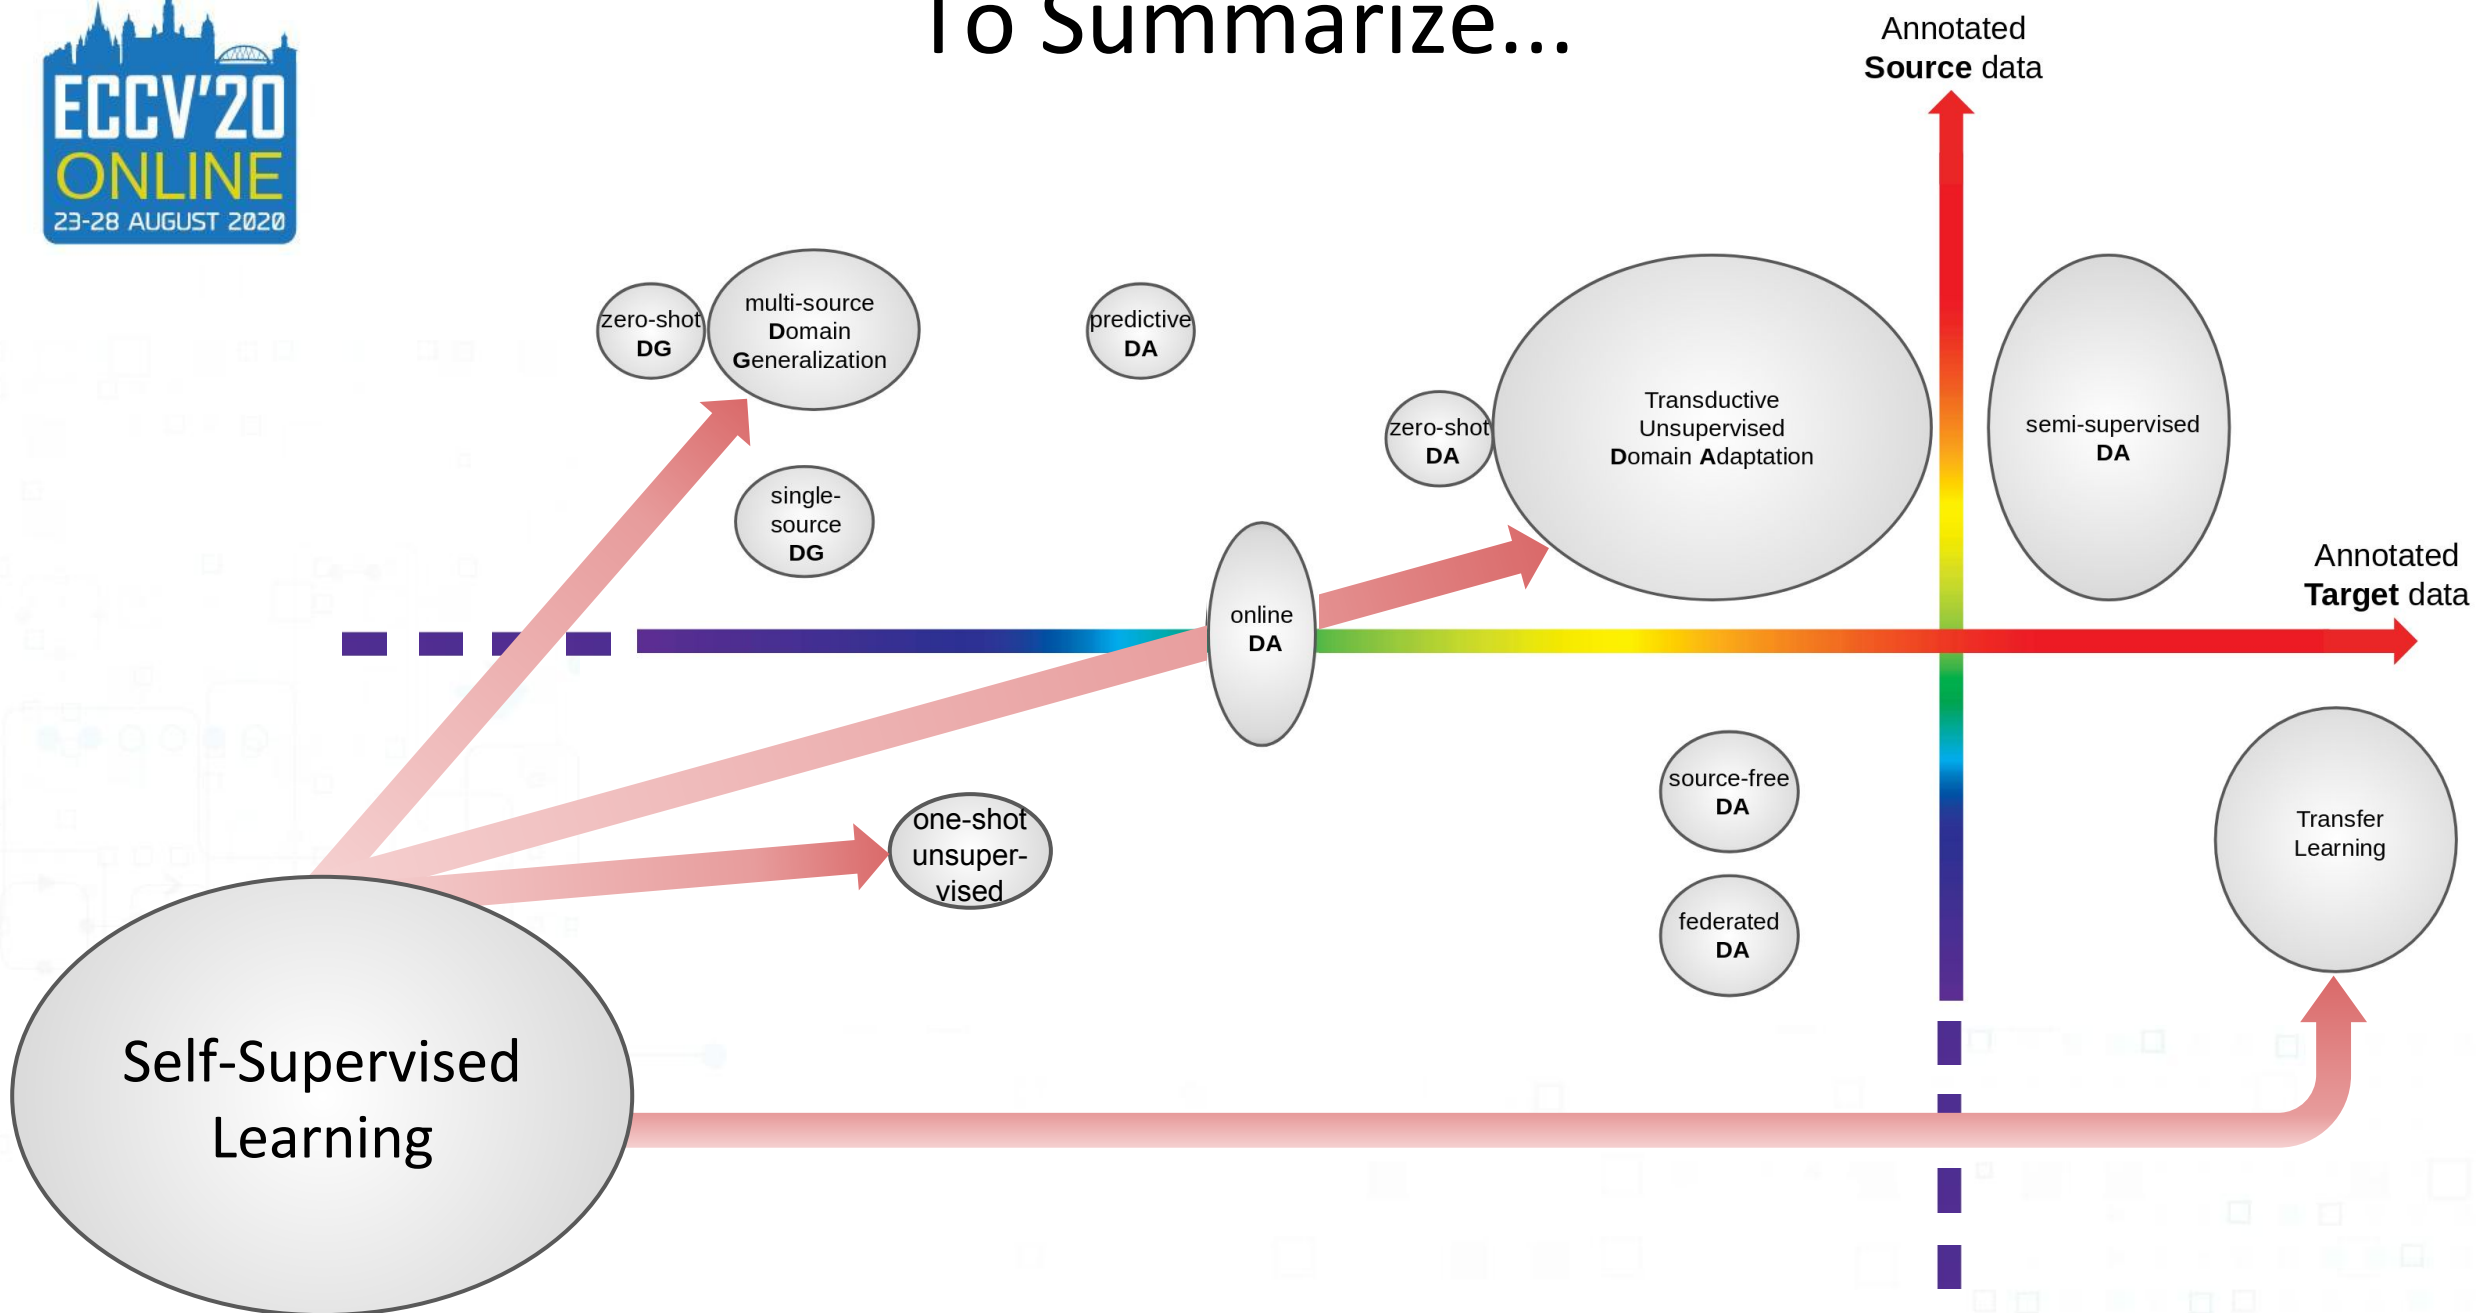 To Summarize...
ECCV'20
ONLINE
23-28 AUGUST 2020
Annotated
Source data
zero-shot
DG
multi-source
Domain
Generalization
predictive
DA
zero-shot
DA
Transductive
Unsupervised
Domain Adaptation
semi-supervised
DA
single-
source
DG
Annotated
Target data
online
DA
one-shot
unsuper-
vised
source-free
DA
federated
DA
Transfer
Learning
Self-Supervised
Learning